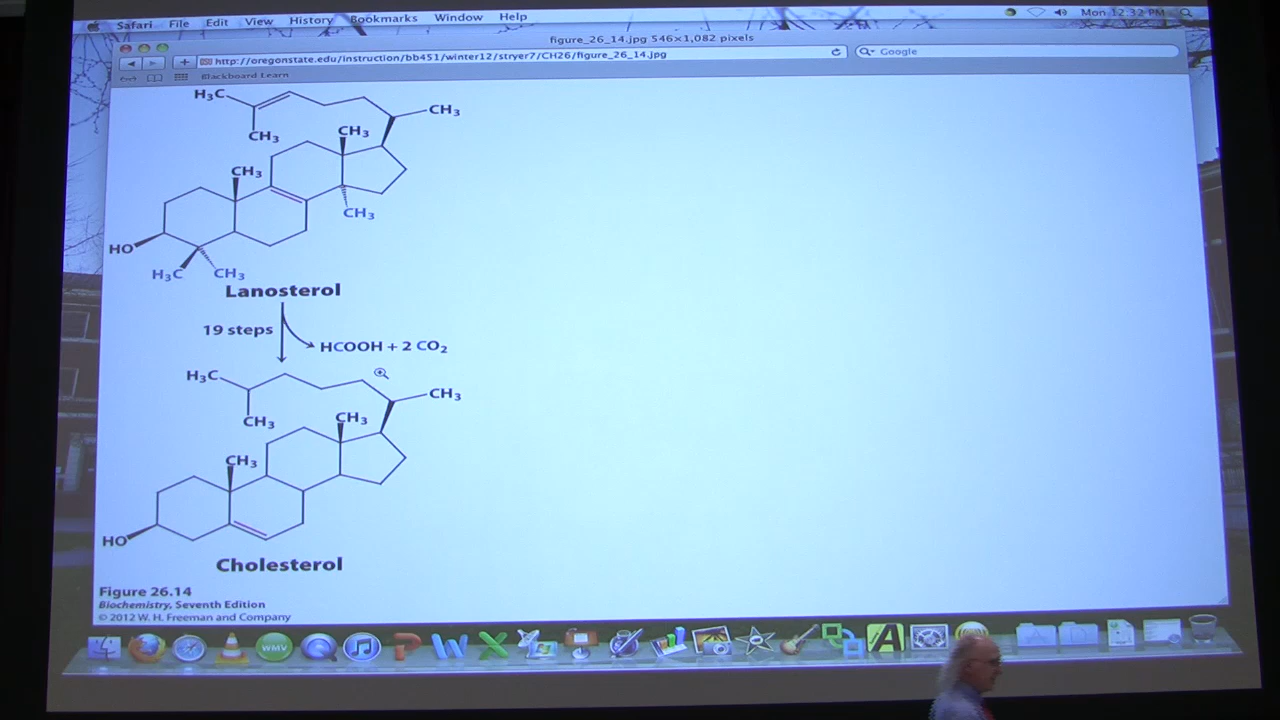 Safari File Edit View History Bookmarks Window Help Mon 12:32 PM
figure_26_14.jpg 546×1,082 pixels
http://oregonstate.edu/instruction/bb451/winter12/stryer7/CH26/figure_26_14.jpg Google
Blackboard Learn
H₃C
CH₃
CH₃
CH₃
CH₃
CH₃
HO
H₃C CH₃
Lanosterol
19 steps
HCOOH + 2 CO₂
H₃C
CH₃
CH₃
CH₃
CH₃
HO
Cholesterol
Figure 26.14
Biochemistry, Seventh Edition
© 2012 W. H. Freeman and Company
WMV
P W X A